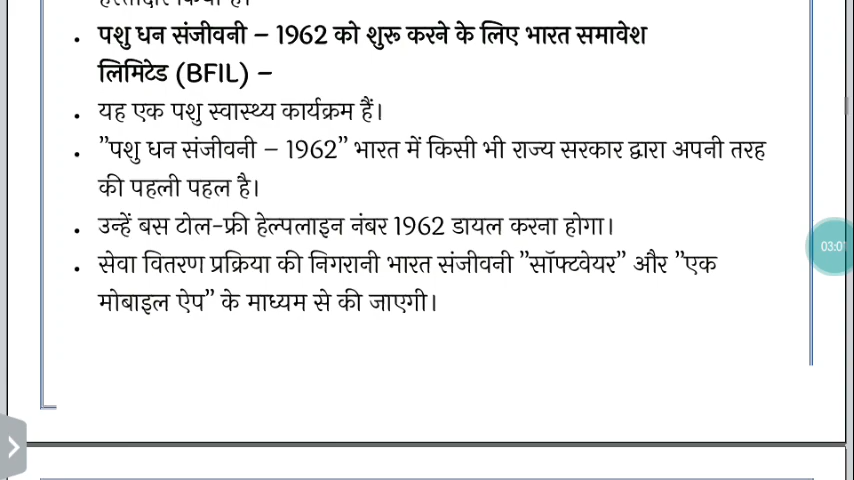 • पशु धन संजीवनी – 1962 को शुरू करने के लिए भारत समावेश
लिमिटेड (BFIL) –
• यह एक पशु स्वास्थ्य कार्यक्रम हैं।
• ”पशु धन संजीवनी – 1962” भारत में किसी भी राज्य सरकार द्वारा अपनी तरह
की पहली पहल है।
• उन्हें बस टोल-फ्री हेल्पलाइन नंबर 1962 डायल करना होगा।
• सेवा वितरण प्रक्रिया की निगरानी भारत संजीवनी ”सॉफ्टवेयर” और ”एक
मोबाइल ऐप” के माध्यम से की जाएगी।